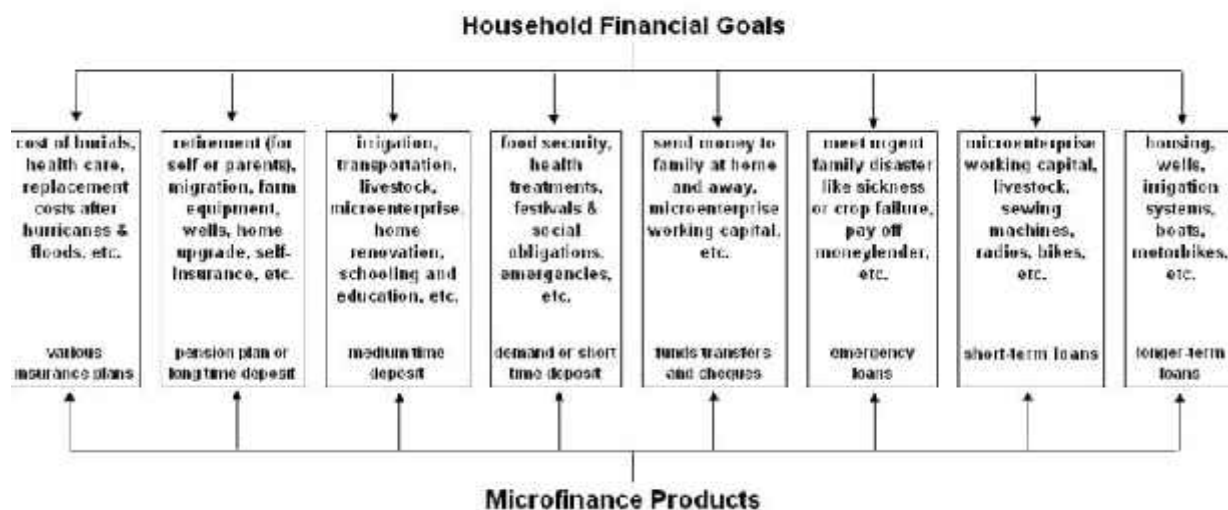 Household Financial Goals
cost of burials,
health care,
replacement
costs after
hurricanes &
floods, etc.
various
insurance plans
retirement (for
self or parents),
migration, farm
equipment,
wells, home
upgrade, self-
insurance, etc.
pension plan or
long time deposit
irrigation,
transportation,
livestock,
microenterprise,
home
renovation,
schooling and
education, etc.
medium time
deposit
food security,
health
treatments,
festivals &
social
obligations,
emergencies,
etc.
demand or short
time deposit
send money to
family at home
and away,
microenterprise
working capital,
etc.
funds transfers
and cheques
meet urgent
family disaster
like sickness
or crop failure,
pay off
moneylender,
etc.
emergency
loans
microenterprise
working capital,
livestock,
sewing
machines,
radios, bikes,
etc.
short-term loans
housing,
wells,
irrigation
systems,
boats,
motorbikes,
etc.
longer-term
loans
Microfinance Products